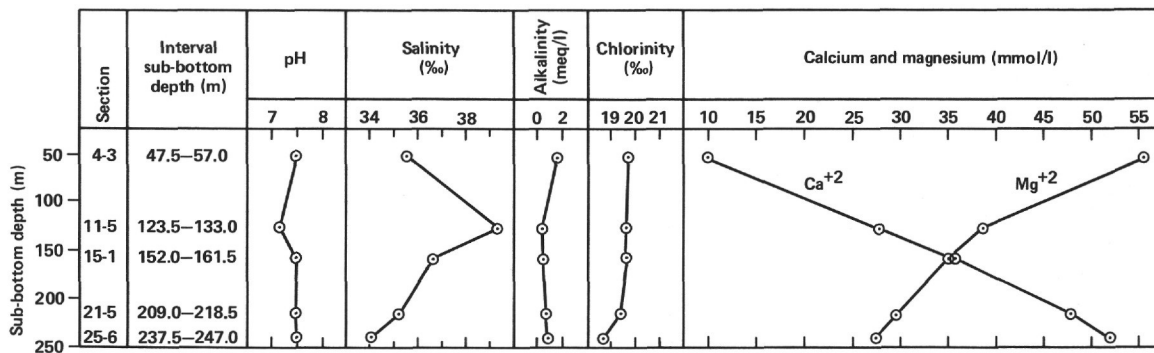 Section
Interval
sub-bottom
depth (m)
pH
Salinity
(‰)
Alkalinity
(meq/l)
Chlorinity
(‰)
Calcium and magnesium (mmol/l)
7 8 34 36 38 0 2 19 20 21 10 15 20 25 30 35 40 45 50 55
Sub-bottom depth (m)
50 4-3 47.5–57.0
Ca+2 Mg+2
100
11-5 123.5–133.0
150
15-1 152.0–161.5
200
21-5 209.0–218.5
25-6 237.5–247.0
250